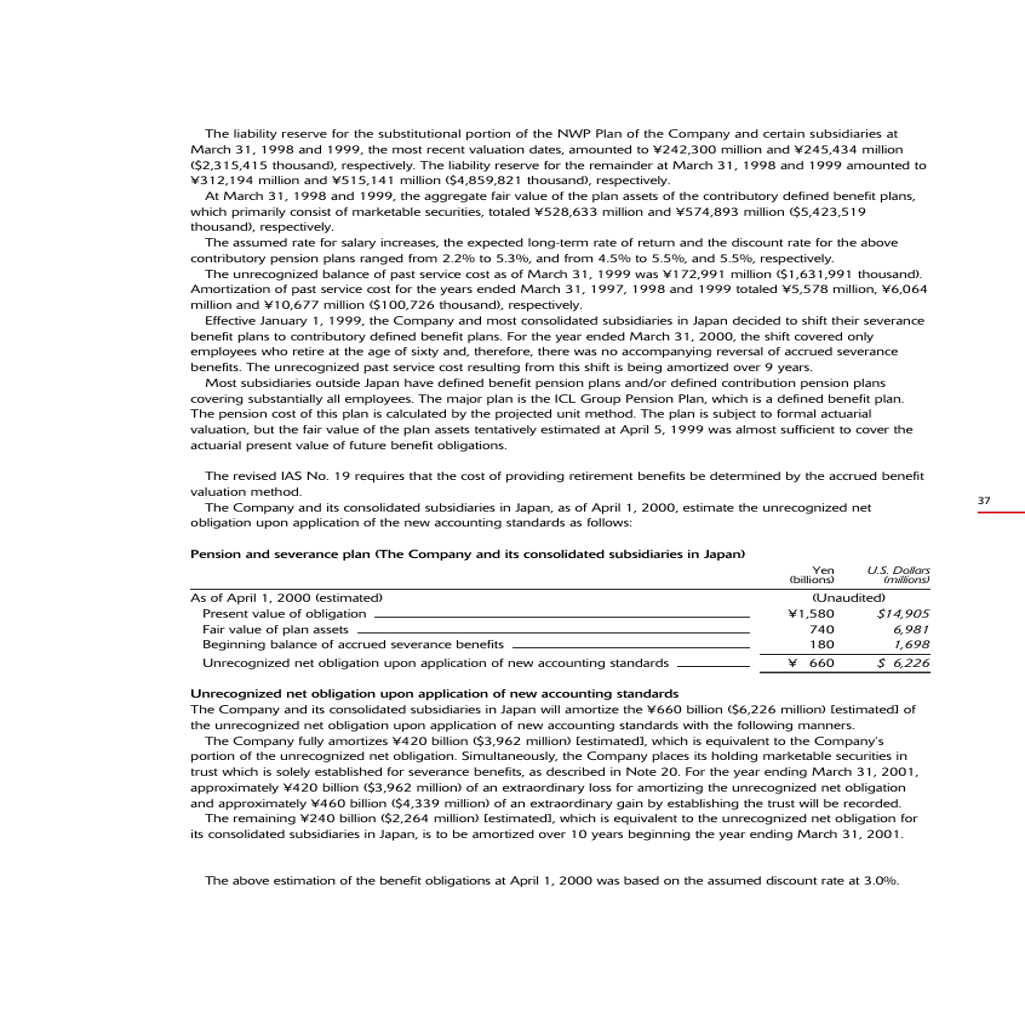 The liability reserve for the substitutional portion of the NWP Plan of the Company and certain subsidiaries at
March 31, 1998 and 1999, the most recent valuation dates, amounted to ¥242,300 million and ¥245,434 million
($2,315,415 thousand), respectively. The liability reserve for the remainder at March 31, 1998 and 1999 amounted to
¥312,194 million and ¥515,141 million ($4,859,821 thousand), respectively.
At March 31, 1998 and 1999, the aggregate fair value of the plan assets of the contributory defined benefit plans,
which primarily consist of marketable securities, totaled ¥528,633 million and ¥574,893 million ($5,423,519
thousand), respectively.
The assumed rate for salary increases, the expected long-term rate of return and the discount rate for the above
contributory pension plans ranged from 2.2% to 5.3%, and from 4.5% to 5.5%, and 5.5%, respectively.
The unrecognized balance of past service cost as of March 31, 1999 was ¥172,991 million ($1,631,991 thousand).
Amortization of past service cost for the years ended March 31, 1997, 1998 and 1999 totaled ¥5,578 million, ¥6,064
million and ¥10,677 million ($100,726 thousand), respectively.
Effective January 1, 1999, the Company and most consolidated subsidiaries in Japan decided to shift their severance
benefit plans to contributory defined benefit plans. For the year ended March 31, 2000, the shift covered only
employees who retire at the age of sixty and, therefore, there was no accompanying reversal of accrued severance
benefits. The unrecognized past service cost resulting from this shift is being amortized over 9 years.
Most subsidiaries outside Japan have defined benefit pension plans and/or defined contribution pension plans
covering substantially all employees. The major plan is the ICL Group Pension Plan, which is a defined benefit plan.
The pension cost of this plan is calculated by the projected unit method. The plan is subject to formal actuarial
valuation, but the fair value of the plan assets tentatively estimated at April 5, 1999 was almost sufficient to cover the
actuarial present value of future benefit obligations.
The revised IAS No. 19 requires that the cost of providing retirement benefits be determined by the accrued benefit
valuation method.
37
The Company and its consolidated subsidiaries in Japan, as of April 1, 2000, estimate the unrecognized net
obligation upon application of the new accounting standards as follows:
Pension and severance plan (The Company and its consolidated subsidiaries in Japan)
Yen U.S. Dollars
(billions) (millions)
As of April 1, 2000 (estimated) (Unaudited)
Present value of obligation ¥1,580 $14,905
Fair value of plan assets 740 6,981
Beginning balance of accrued severance benefits 180 1,698
Unrecognized net obligation upon application of new accounting standards ¥ 660 $ 6,226
Unrecognized net obligation upon application of new accounting standards
The Company and its consolidated subsidiaries in Japan will amortize the ¥660 billion ($6,226 million) [estimated] of
the unrecognized net obligation upon application of new accounting standards with the following manners.
The Company fully amortizes ¥420 billion ($3,962 million) [estimated], which is equivalent to the Company's
portion of the unrecognized net obligation. Simultaneously, the Company places its holding marketable securities in
trust which is solely established for severance benefits, as described in Note 20. For the year ending March 31, 2001,
approximately ¥420 billion ($3,962 million) of an extraordinary loss for amortizing the unrecognized net obligation
and approximately ¥460 billion ($4,339 million) of an extraordinary gain by establishing the trust will be recorded.
The remaining ¥240 billion ($2,264 million) [estimated], which is equivalent to the unrecognized net obligation for
its consolidated subsidiaries in Japan, is to be amortized over 10 years beginning the year ending March 31, 2001.
The above estimation of the benefit obligations at April 1, 2000 was based on the assumed discount rate at 3.0%.